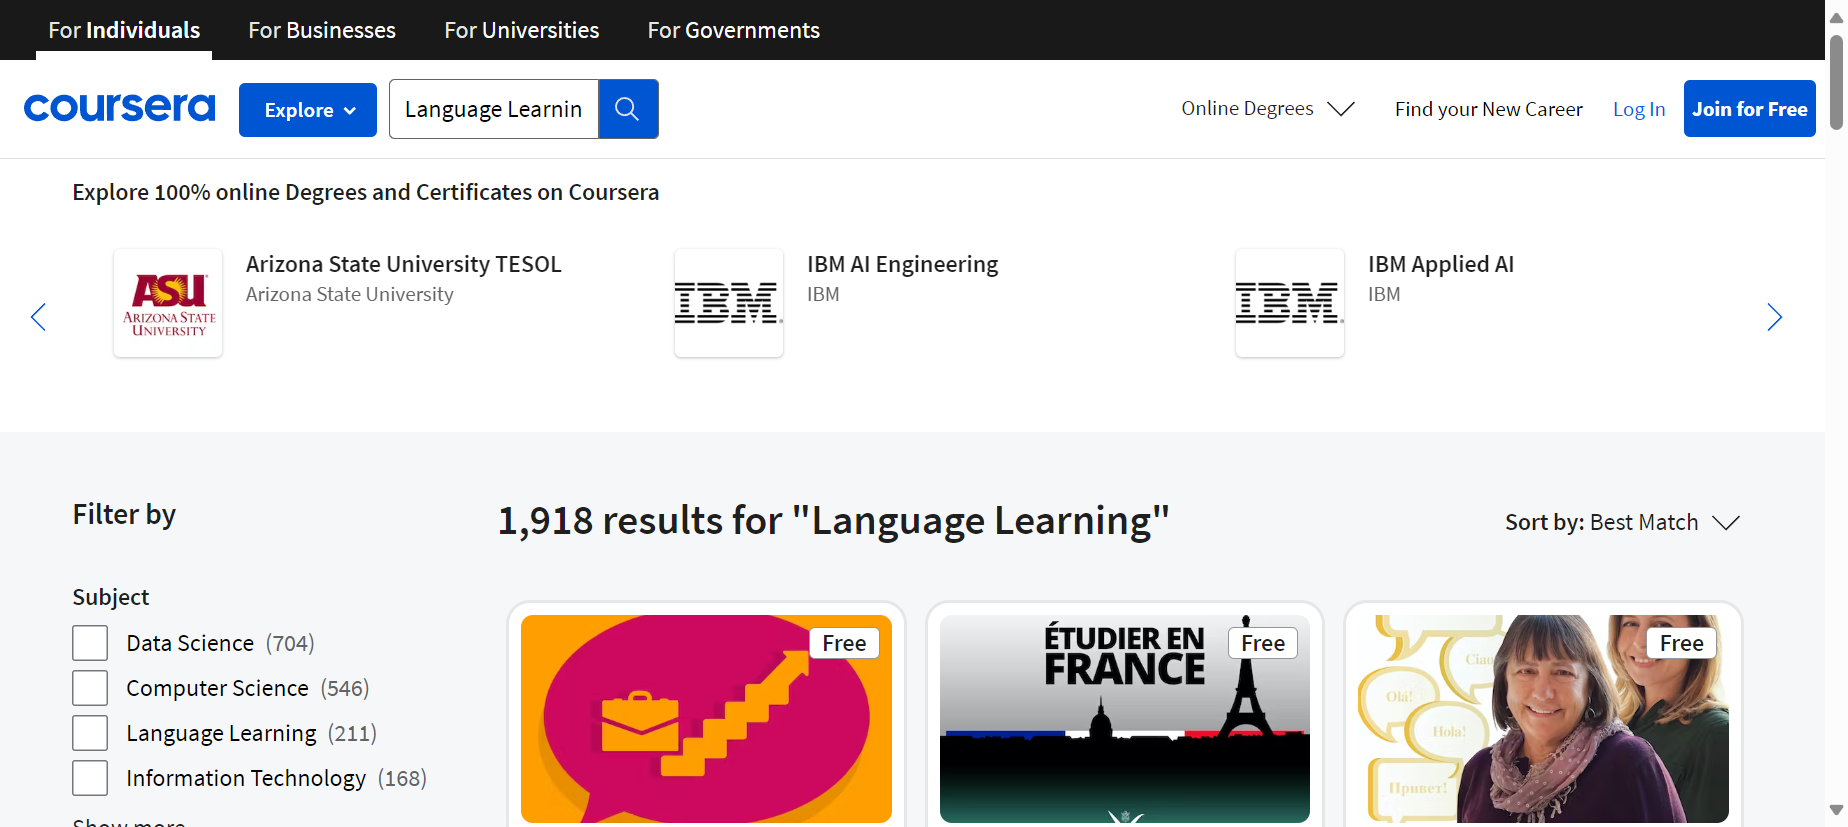 For Individuals
For Businesses
For Universities
For Governments
coursera
Explore
Language Learnin
Online Degrees
Find your New Career
Log In
Join for Free
Explore 100% online Degrees and Certificates on Coursera
ASU
ARIZONA STATE
UNIVERSITY
Arizona State University TESOL
Arizona State University
IBM
IBM AI Engineering
IBM
IBM
IBM Applied AI
IBM
Filter by
1,918 results for "Language Learning"
Sort by: Best Match
Subject
Data Science (704)
Computer Science (546)
Language Learning (211)
Information Technology (168)
Show more
Free
ÉTUDIER EN
FRANCE
Free
Free
Ciao
Olá!
Hola!
Привет!